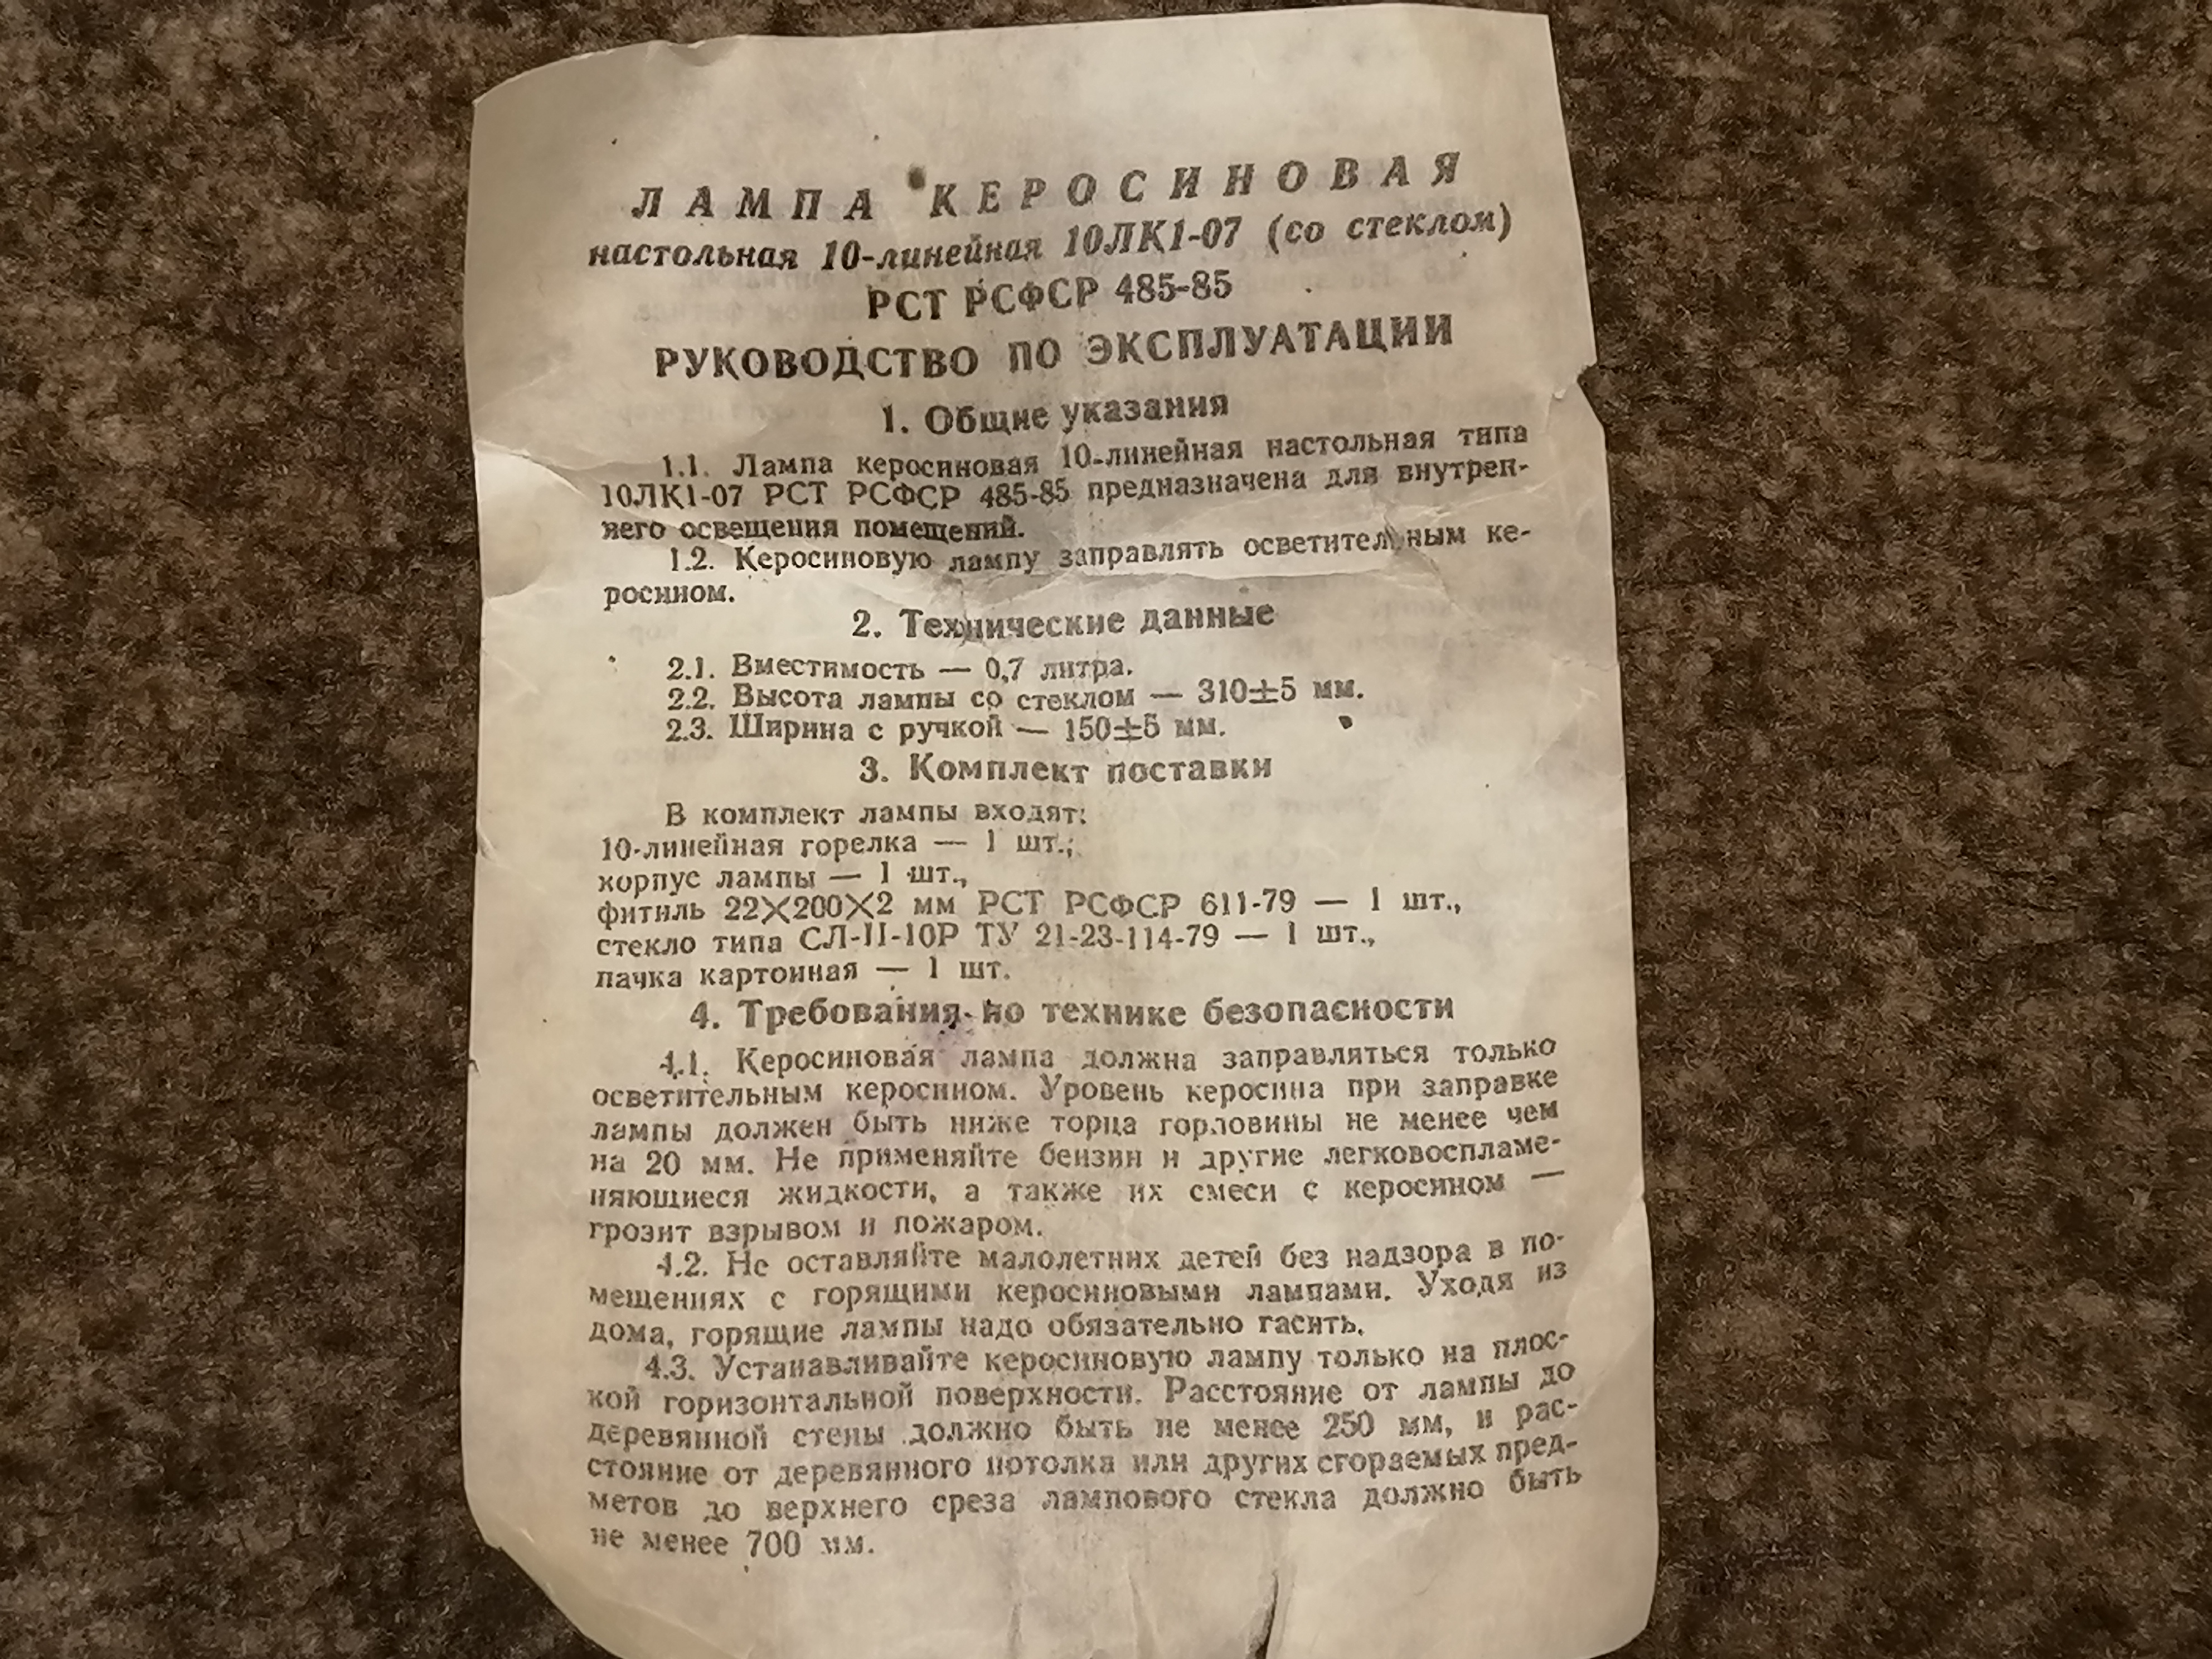 ЛАМПА КЕРОСИНОВАЯ
настольная 10-линейная 10ЛК1-07 (со стеклом)
РСТ РСФСР 485-85
РУКОВОДСТВО ПО ЭКСПЛУАТАЦИИ
1. Общие указания
1.1. Лампа керосиновая 10-линейная настольная типа
10ЛК1-07 РСТ РСФСР 485-85 предназначена для внутрен-
него освещения помещений.
1.2. Керосиновую лампу заправлять осветительным ке-
росином.
2. Технические данные
2.1. Вместимость — 0,7 литра.
2.2. Высота лампы со стеклом — 310±5 мм.
2.3. Ширина с ручкой — 150±5 мм.
3. Комплект поставки
В комплект лампы входят:
10-линейная горелка — 1 шт.;
корпус лампы — 1 шт.,
фитиль 22×200×2 мм РСТ РСФСР 611-79 — 1 шт.,
стекло типа СЛ-II-10Р ТУ 21-23-114-79 — 1 шт.,
пачка картонная — 1 шт.
4. Требования по технике безопасности
4.1. Керосиновая лампа должна заправляться только
осветительным керосином. Уровень керосина при заправке
лампы должен быть ниже торца горловины не менее чем
на 20 мм. Не применяйте бензин и другие легковоспламе-
няющиеся жидкости, а также их смеси с керосином —
грозит взрывом и пожаром.
4.2. Не оставляйте малолетних детей без надзора в по-
мещениях с горящими керосиновыми лампами. Уходя из
дома, горящие лампы надо обязательно гасить.
4.3. Устанавливайте керосиновую лампу только на плос-
кой горизонтальной поверхности. Расстояние от лампы до
деревянной стены должно быть не менее 250 мм, и рас-
стояние от деревянного потолка или других сгораемых пред-
метов до верхнего среза лампового стекла должно быть
не менее 700 мм.